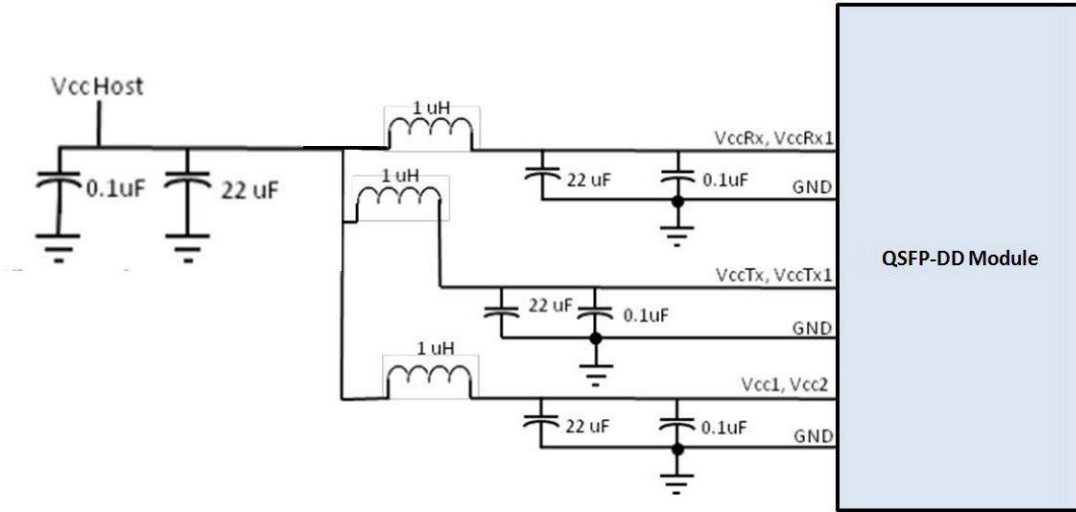 VccHost
0.1uF
22 uF
1 uH
VccRx, VccRx1
22 uF
0.1uF
GND
1 uH
QSFP-DD Module
VccTx, VccTx1
22 uF
0.1uF
GND
1 uH
Vcc1, Vcc2
22 uF
0.1uF
GND